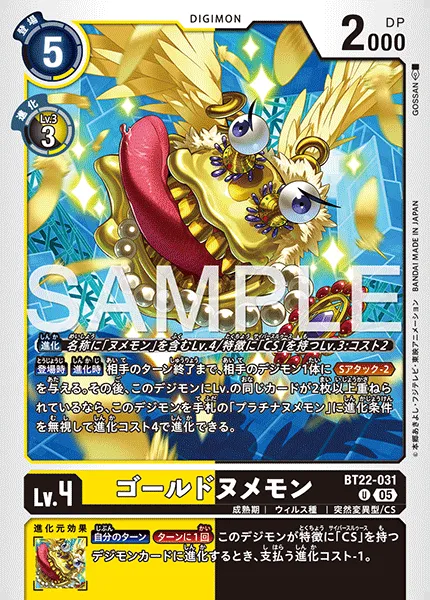 登場
5
DIGIMON
DP
2000
進化
Lv.3
3
GOSSAN
SAMPLE
進化 名称に「ヌメモン」を含むLv.4/特徴に「CS」を持つLv.3:コスト2
登場時 進化時 相手のターン終了まで、相手のデジモン1体に Sアタック-2
を与える。その後、このデジモンにLv.の同じカードが2枚以上重ねら
れているなら、このデジモンを手札の「プラチナヌメモン」に進化条件
を無視して進化コスト4で進化できる。
©本郷あきよし・フジテレビ・東映アニメーション BANDAI MADE IN JAPAN
Lv.4
ゴールドヌメモン
BT22-031
U 05
成熟期 | ウィルス種 | 突然変異型/CS
進化元効果
自分のターン ターンに1回 このデジモンが特徴に「CS」を持つ
デジモンカードに進化するとき、支払う進化コスト-1。